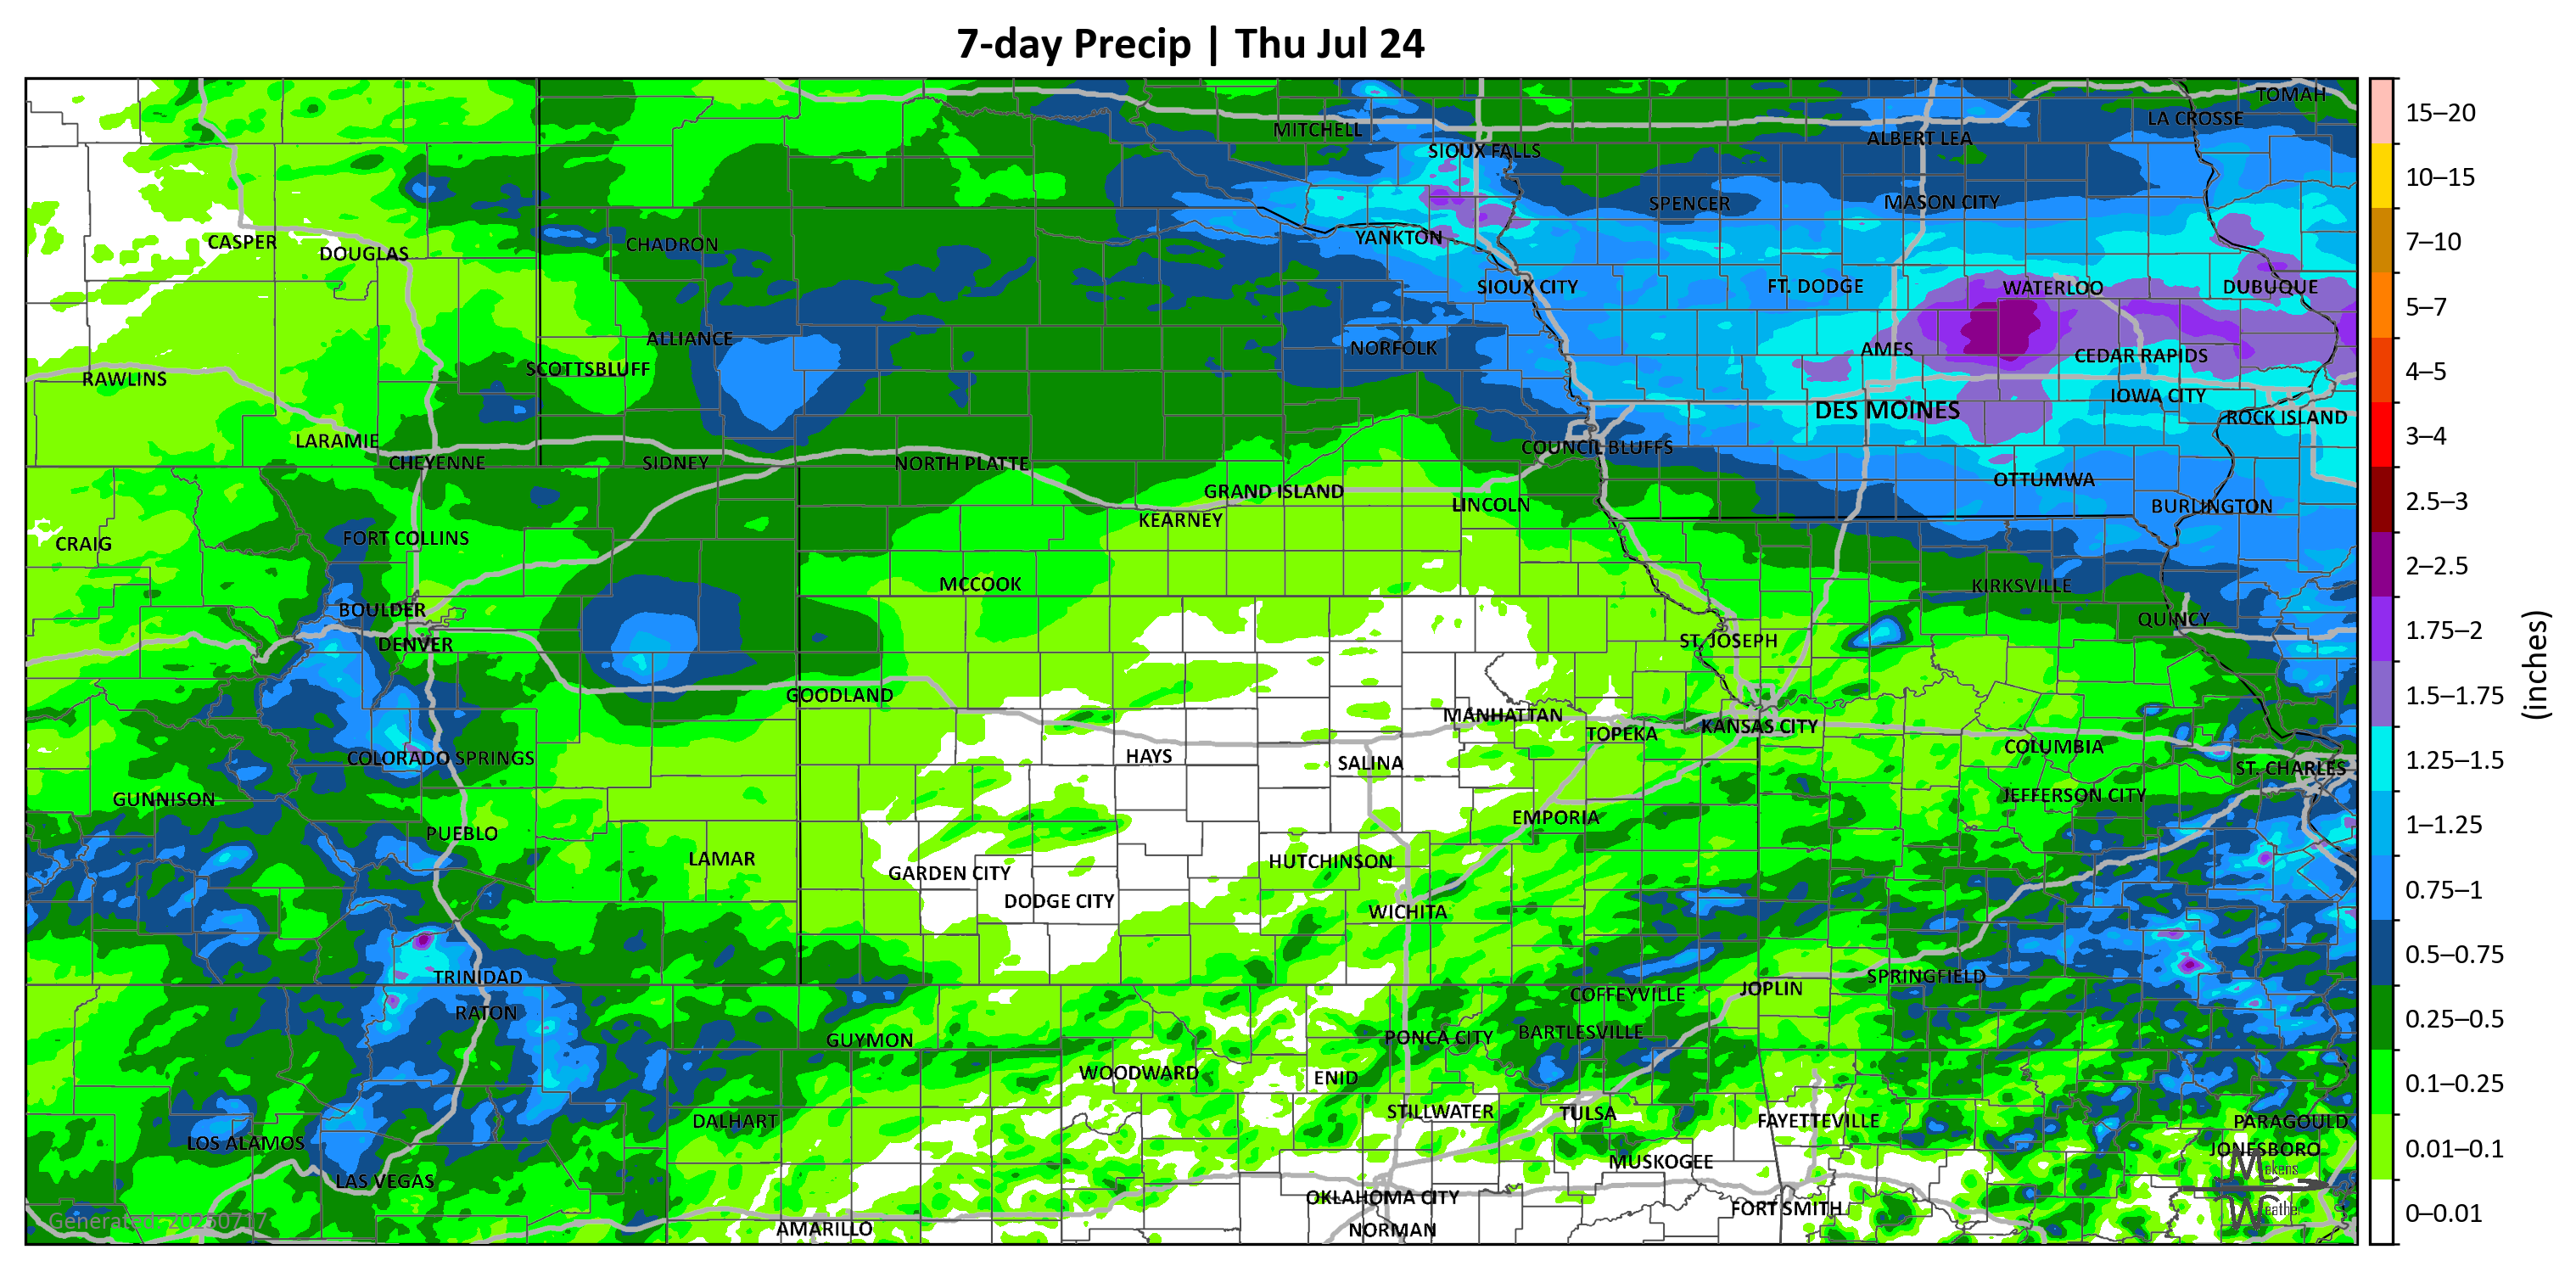 7-day Precip | Thu Jul 24
TOMAH
LA CROSSE
MITCHELL
ALBERT LEA
SIOUX FALLS
SPENCER
MASON CITY
YANKTON
CASPER
CHADRON
DOUGLAS
SIOUX CITY
FT. DODGE
WATERLOO
DUBUQUE
ALLIANCE
NORFOLK
AMES
CEDAR RAPIDS
SCOTTSBLUFF
RAWLINS
IOWA CITY
DES MOINES
ROCK ISLAND
LARAMIE
COUNCIL BLUFFS
CHEYENNE
SIDNEY
NORTH PLATTE
OTTUMWA
GRAND ISLAND
LINCOLN
BURLINGTON
KEARNEY
CRAIG
FORT COLLINS
MCCOOK
KIRKSVILLE
BOULDER
QUINCY
DENVER
ST. JOSEPH
GOODLAND
MANHATTAN
TOPEKA
KANSAS CITY
COLUMBIA
COLORADO SPRINGS
HAYS
SALINA
ST. CHARLES
GUNNISON
JEFFERSON CITY
EMPORIA
PUEBLO
LAMAR
HUTCHINSON
GARDEN CITY
DODGE CITY
WICHITA
TRINIDAD
SPRINGFIELD
JOPLIN
COFFEYVILLE
RATON
BARTLESVILLE
GUYMON
PONCA CITY
WOODWARD
ENID
STILLWATER
TULSA
DALHART
FAYETTEVILLE
PARAGOULD
LOS ALAMOS
JONESBORO
MUSKOGEE
Mekens
LAS VEGAS
OKLAHOMA CITY
FORT SMITH
Weather
Generated: 20250717
AMARILLO
NORMAN
15–20
10–15
7–10
5–7
4–5
3–4
2.5–3
2–2.5
1.75–2
1.5–1.75
1.25–1.5
1–1.25
0.75–1
0.5–0.75
0.25–0.5
0.1–0.25
0.01–0.1
0–0.01
(inches)